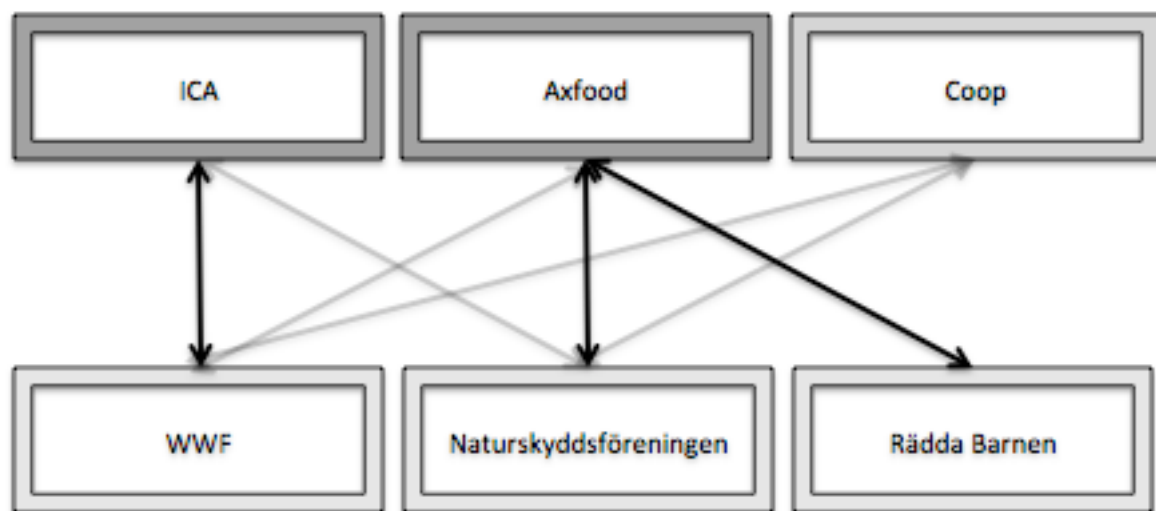 ICA
Axfood
Coop
WWF
Naturskyddsföreningen
Rädda Barnen